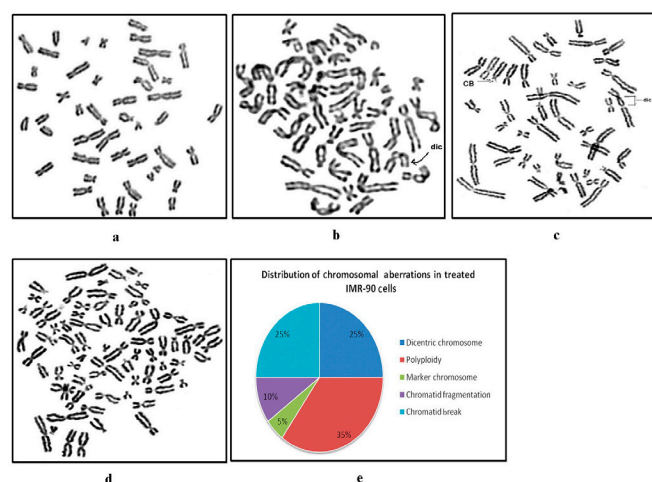 a
dic
b
CB
dic
c
d
Distribution of chromosomal aberrations in treated
IMR-90 cells
25%
25%
10%
5%
35%
Dicentric chromosome
Polyploidy
Marker chromosome
Chromatid fragmentation
Chromatid break
e